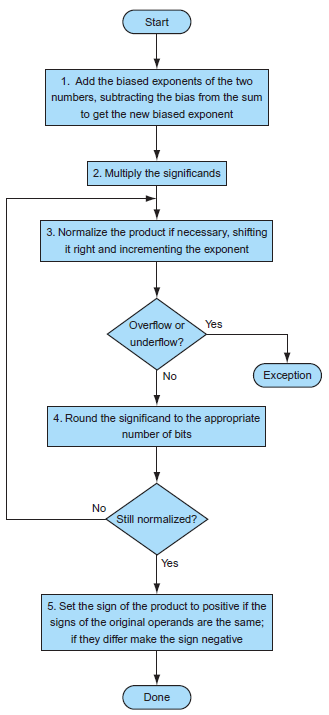 Start
1. Add the biased exponents of the two
numbers, subtracting the bias from the sum
to get the new biased exponent
2. Multiply the significands
3. Normalize the product if necessary, shifting
it right and incrementing the exponent
Overflow or
underflow?
Yes
Exception
No
4. Round the significand to the appropriate
number of bits
No
Still normalized?
Yes
5. Set the sign of the product to positive if the
signs of the original operands are the same;
if they differ make the sign negative
Done